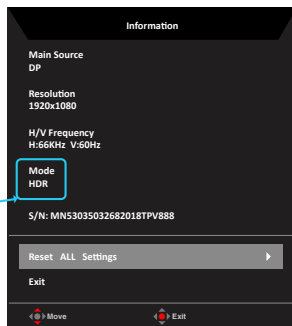 Information
Main Source
DP
Resolution
1920x1080
H/V Frequency
H:66KHz V:60Hz
Mode
HDR
S/N: MN53035032682018TPV888
Reset ALL Settings
Exit
Move Exit